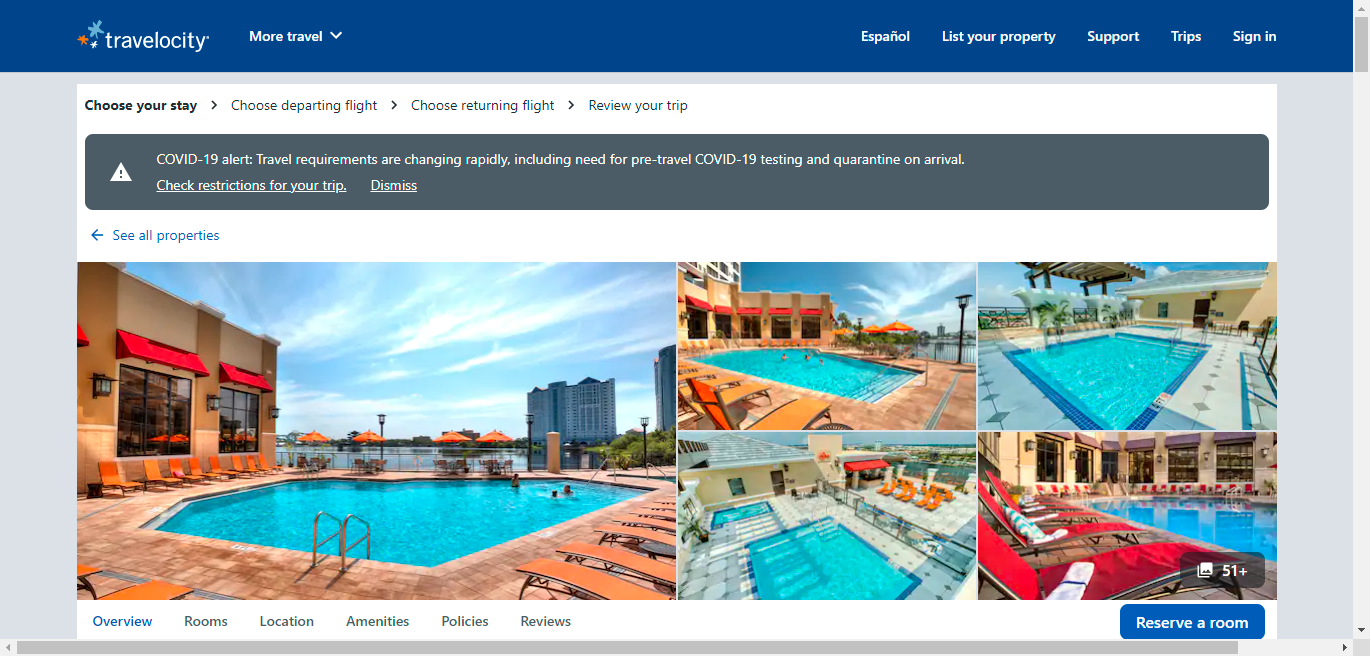 travelocity
More travel
Español
List your property
Support
Trips
Sign in
Choose your stay
Choose departing flight
Choose returning flight
Review your trip
COVID-19 alert: Travel requirements are changing rapidly, including need for pre-travel COVID-19 testing and quarantine on arrival.
Check restrictions for your trip. Dismiss
See all properties
51+
Overview
Rooms
Location
Amenities
Policies
Reviews
Reserve a room